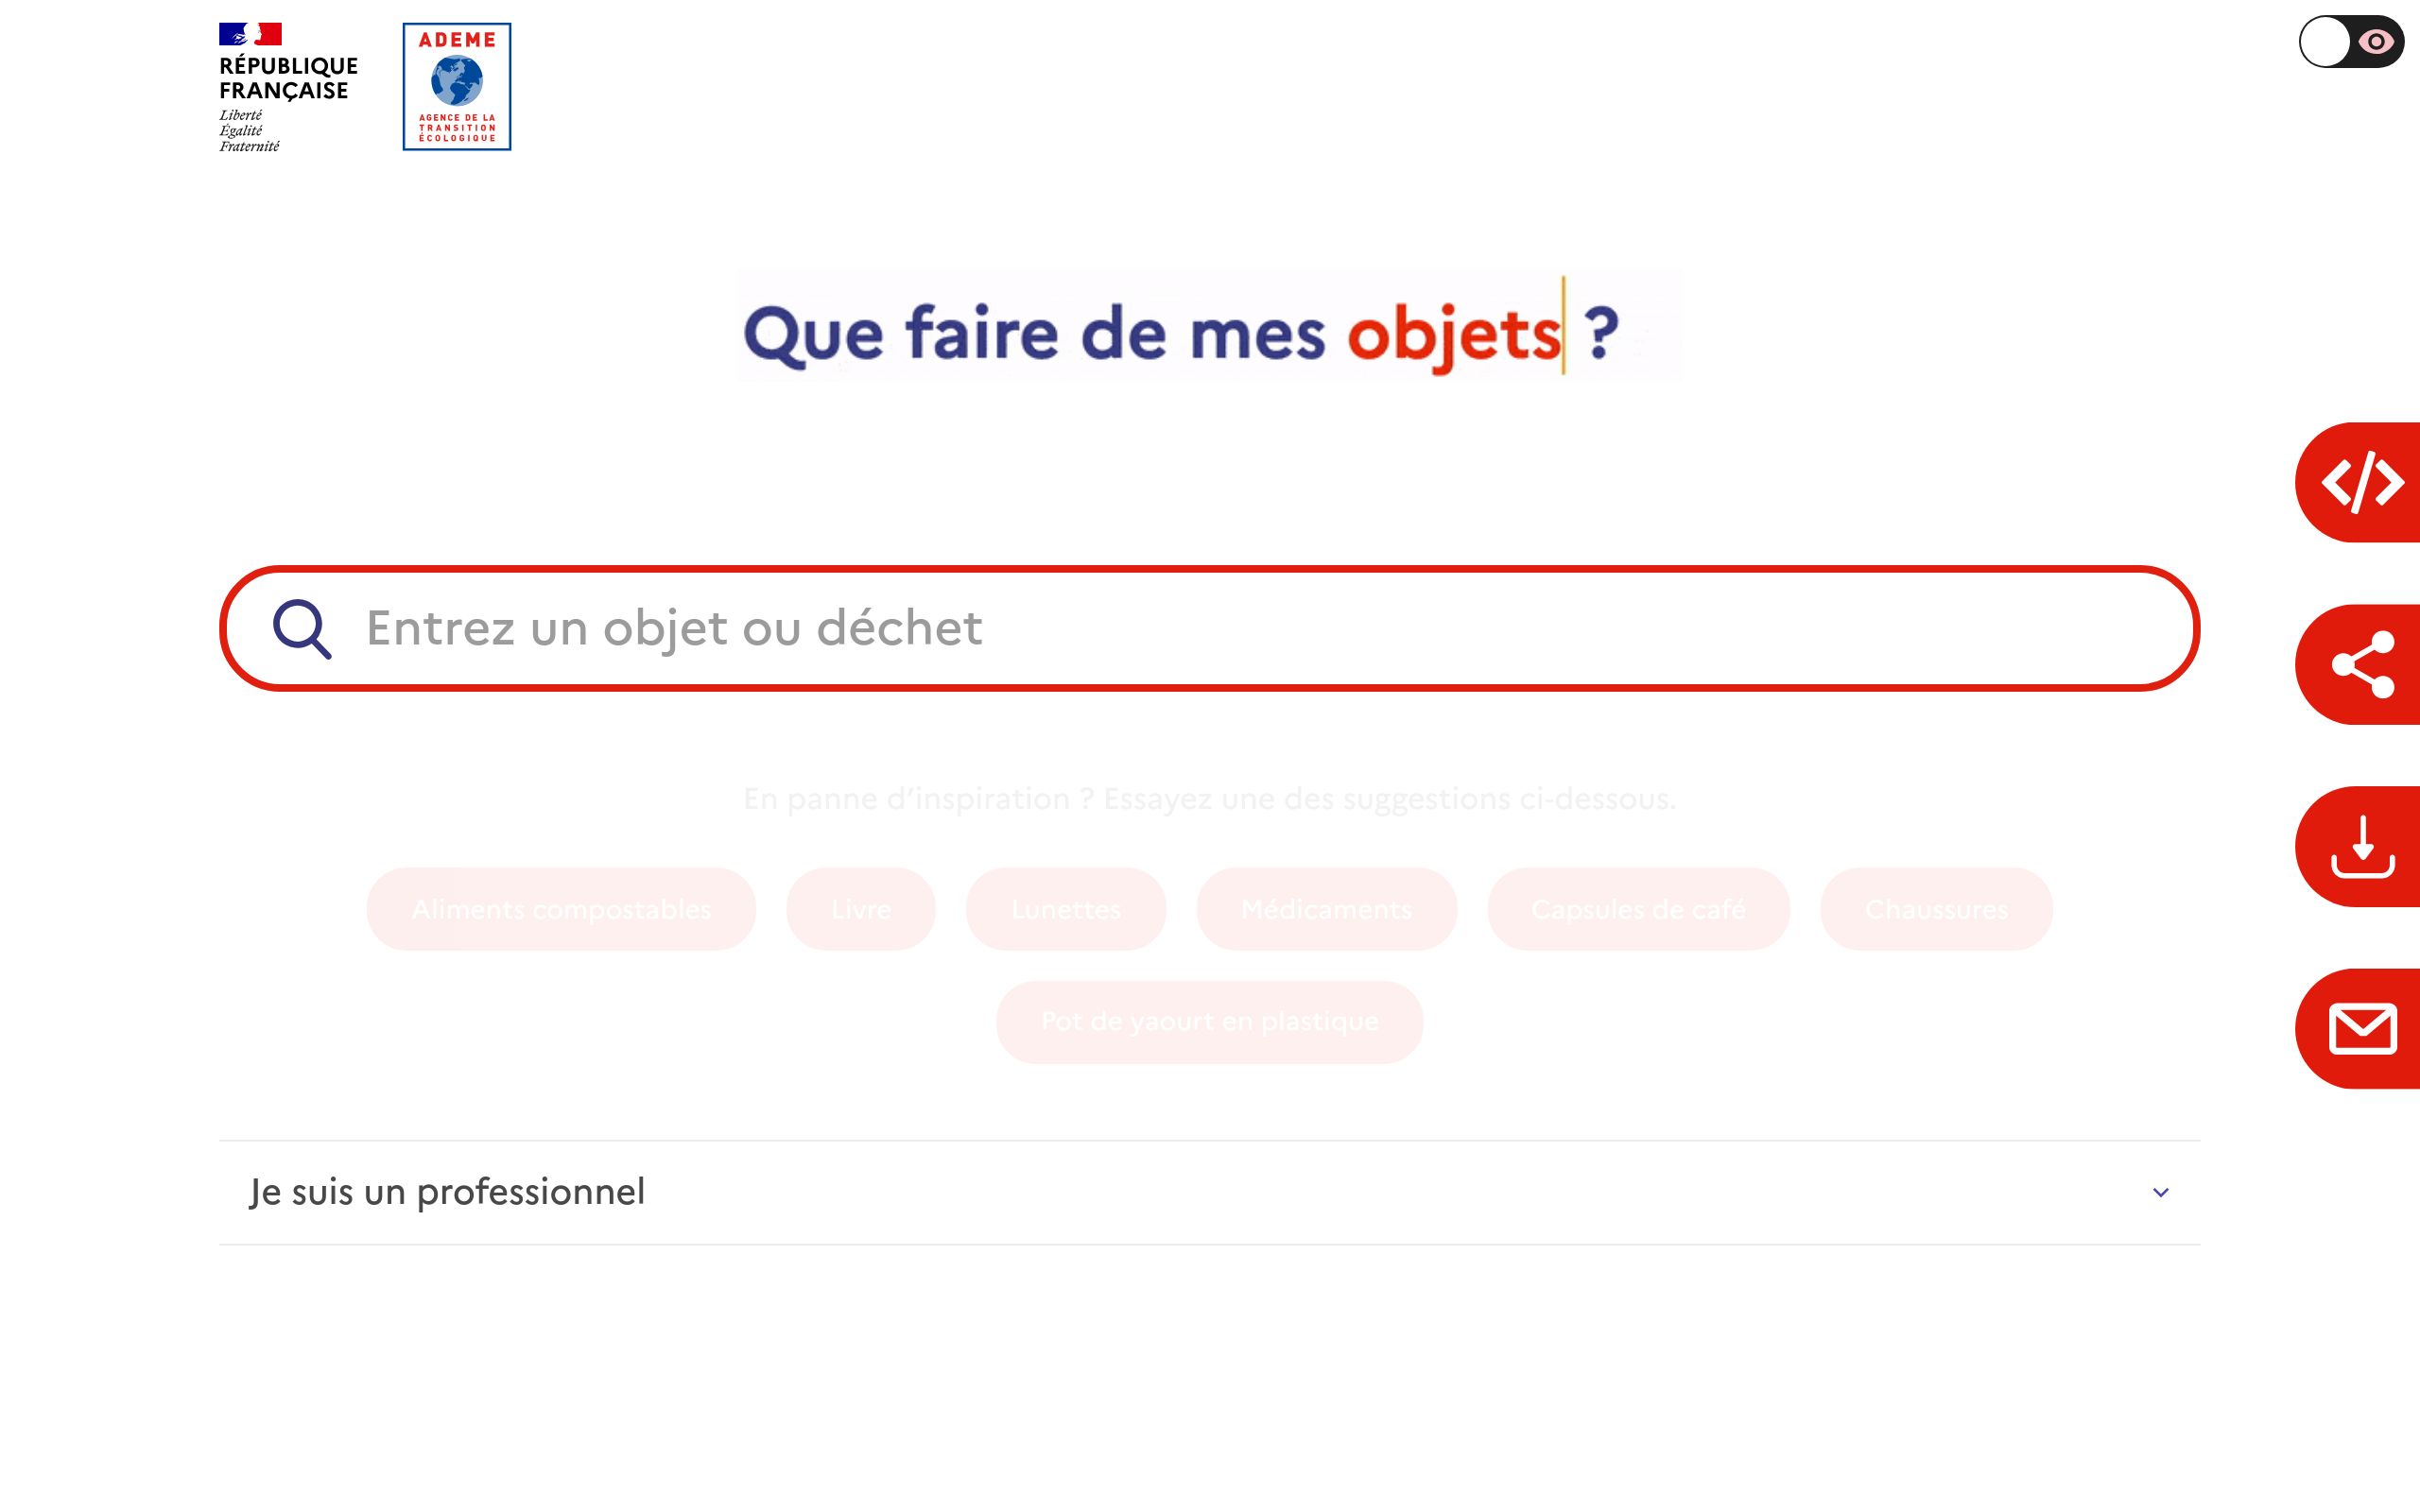 RÉPUBLIQUE
FRANÇAISE
Liberté
Égalité
Fraternité
ADEME
AGENCE DE LA
TRANSITION
ÉCOLOGIQUE
Que faire de mes objets ?
Entrez un objet ou déchet
En panne d’inspiration ? Essayez une des suggestions ci-dessous.
Aliments compostables Livre Lunettes Médicaments Capsules de café Chaussures
Pot de yaourt en plastique
Je suis un professionnel